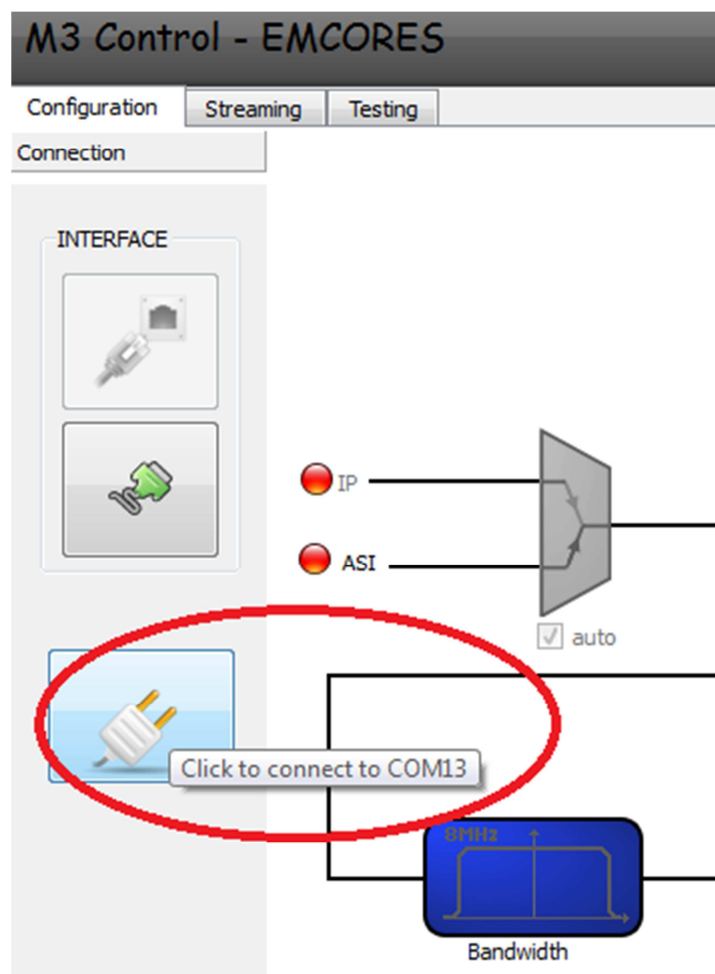 M3 Control - EMCORES
Configuration Streaming Testing
Connection
INTERFACE
IP
ASI
auto
Click to connect to COM13
8MHz
Bandwidth